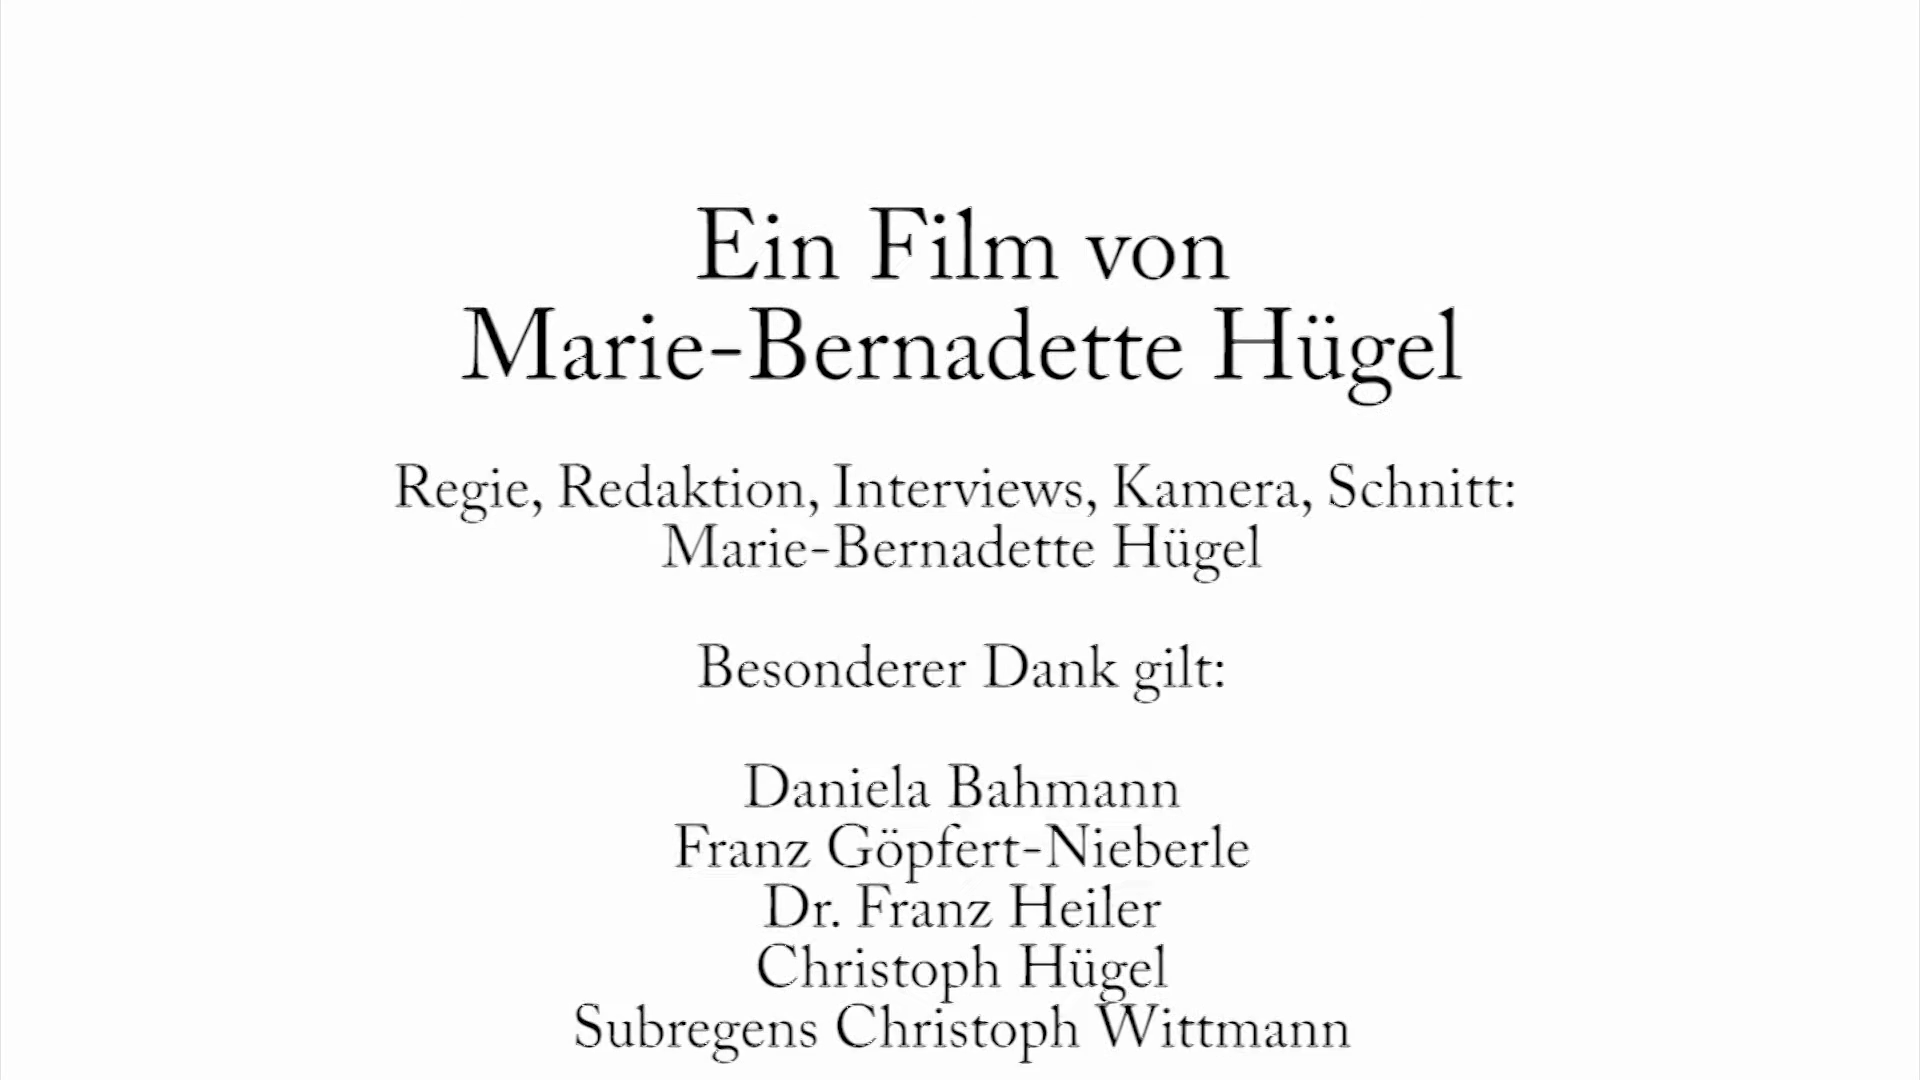 Ein Film von
Marie-Bernadette Hügel
Regie, Redaktion, Interviews, Kamera, Schnitt:
Marie-Bernadette Hügel
Besonderer Dank gilt:
Daniela Bahmann
Franz Göpfert-Nieberle
Dr. Franz Heiler
Christoph Hügel
Subregens Christoph Wittmann